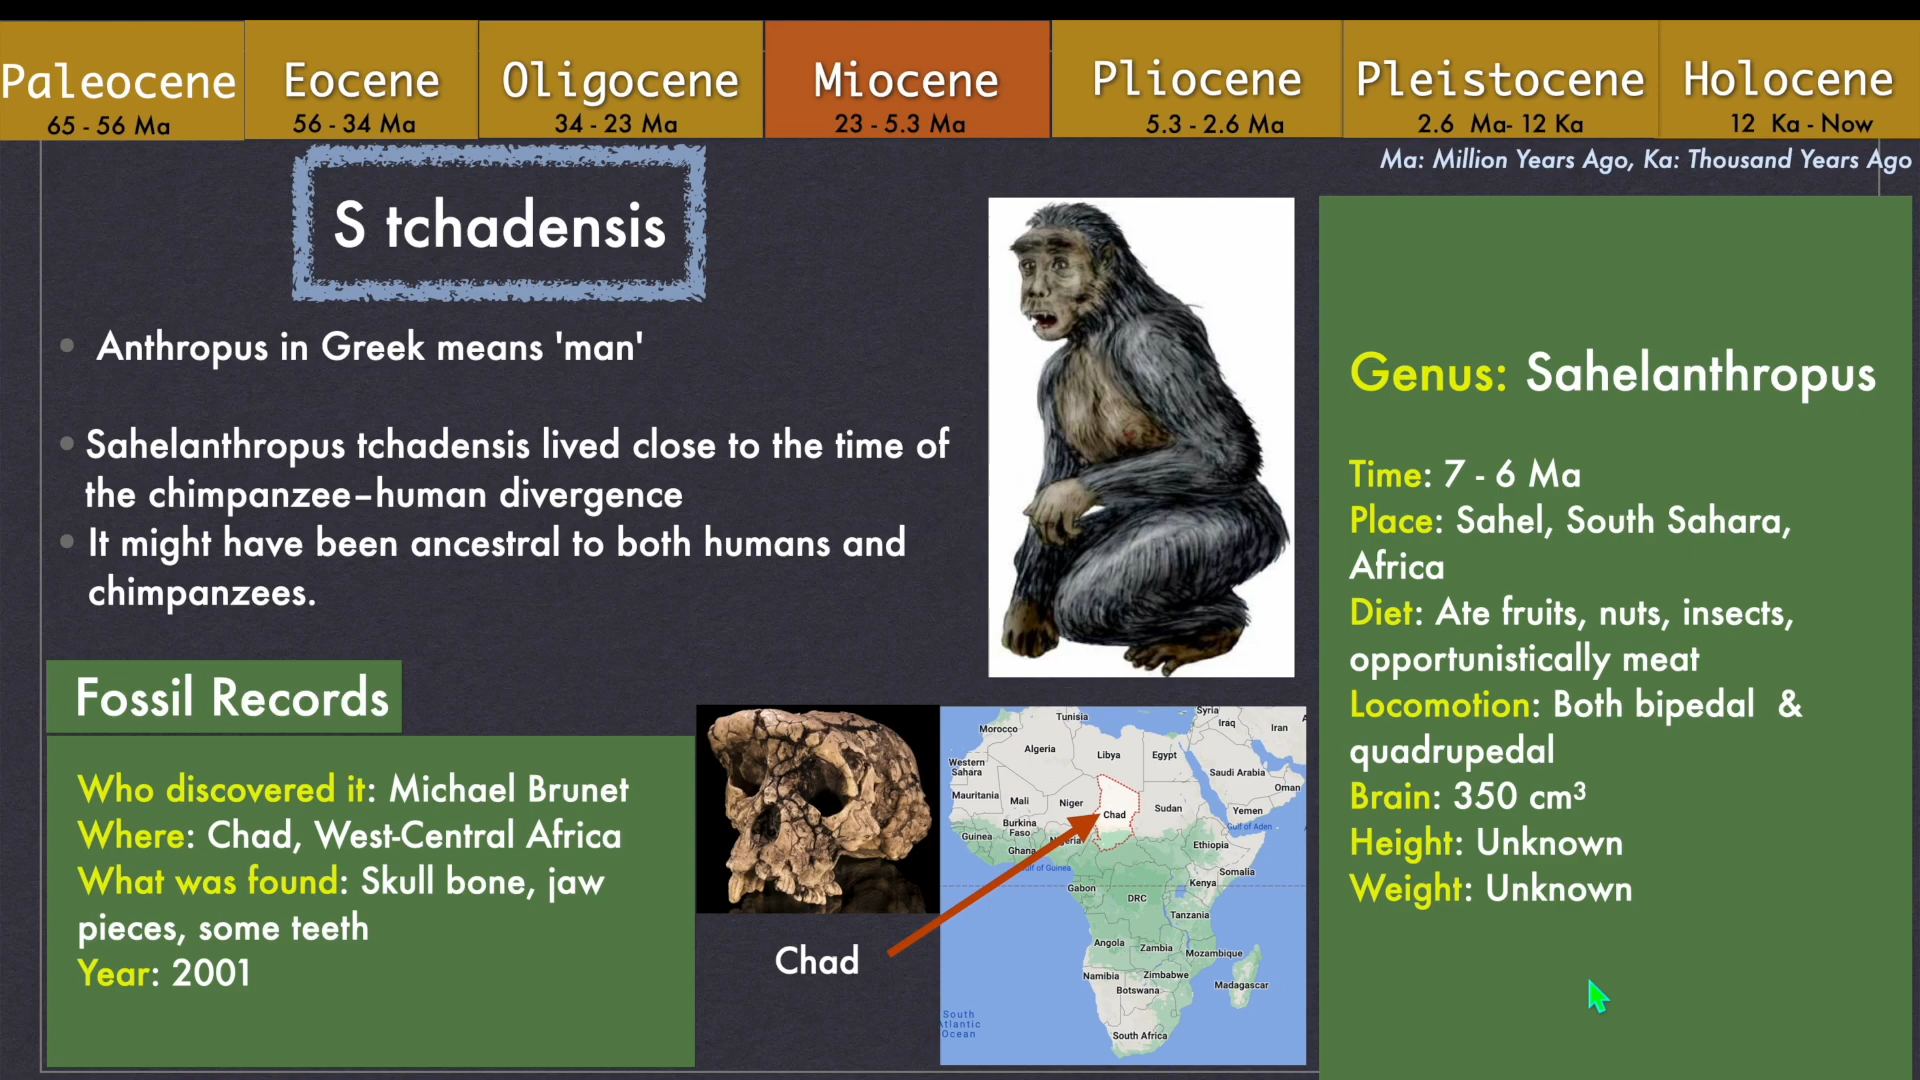 Paleocene
65 - 56 Ma
Eocene
56 - 34 Ma
Oligocene
34 - 23 Ma
Miocene
23 - 5.3 Ma
Pliocene
5.3 - 2.6 Ma
Pleistocene
2.6 Ma- 12 Ka
Holocene
12 Ka - Now
Ma: Million Years Ago, Ka: Thousand Years Ago
S tchadensis
• Anthropus in Greek means 'man'
• Sahelanthropus tchadensis lived close to the time of
the chimpanzee–human divergence
• It might have been ancestral to both humans and
chimpanzees.
Fossil Records
Who discovered it: Michael Brunet
Where: Chad, West-Central Africa
What was found: Skull bone, jaw
pieces, some teeth
Year: 2001
Chad
Tunisia
Syria
Morocco
Iraq
Iran
Algeria
Libya
Egypt
Western
Sahara
Saudi Arabia
Oman
Mauritania
Mali
Niger
Chad
Sudan
Yemen
Burkina
Faso
Gulf of Aden
Guinea
Ghana
Ethiopia
Somalia
Gabon
Kenya
DRC
Tanzania
Angola
Zambia
Mozambique
Namibia
Zimbabwe
Botswana
Madagascar
South
Atlantic
Ocean
South Africa
Genus: Sahelanthropus
Time: 7 - 6 Ma
Place: Sahel, South Sahara,
Africa
Diet: Ate fruits, nuts, insects,
opportunistically meat
Locomotion: Both bipedal &
quadrupedal
Brain: 350 cm³
Height: Unknown
Weight: Unknown